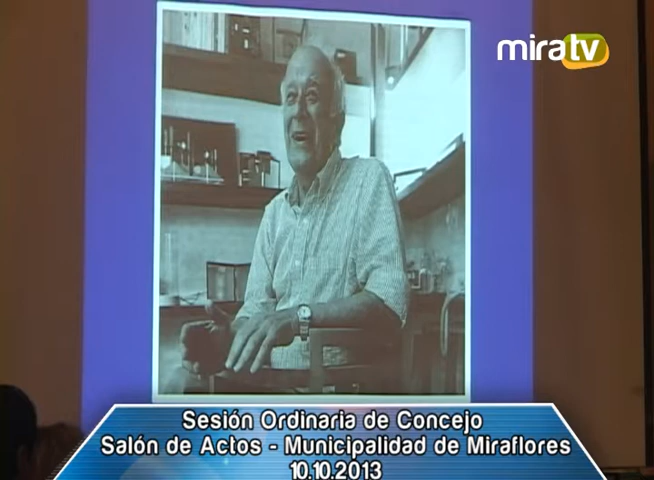 miratv
Sesión Ordinaria de Concejo
Salón de Actos - Municipalidad de Miraflores
10.10.2013